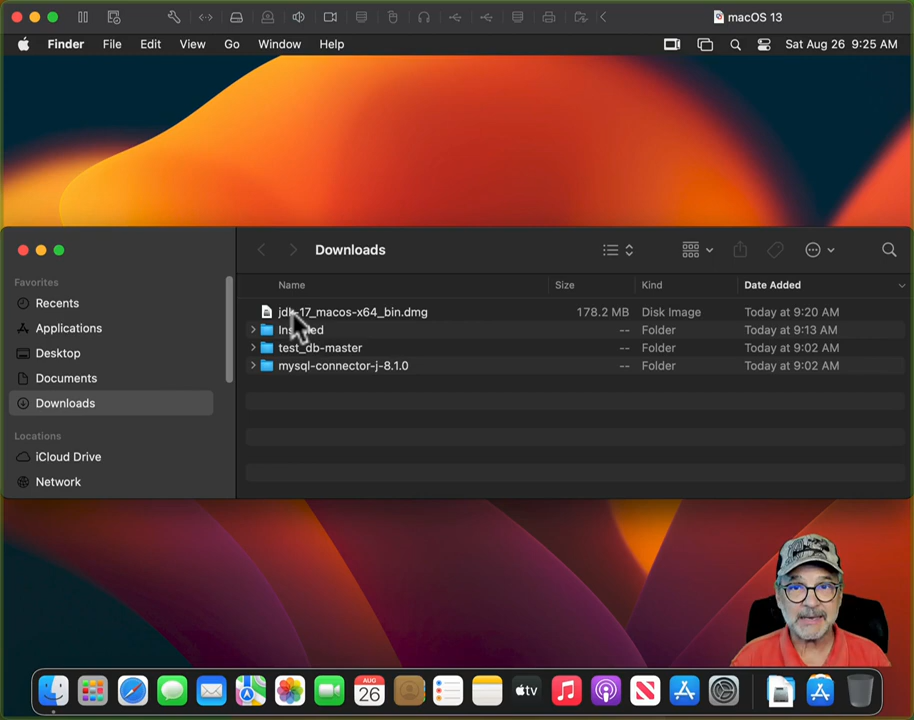 macOS 13
Finder File Edit View Go Window Help Sat Aug 26 9:25 AM
Downloads
Favorites
Name Size Kind Date Added
Recents
jdk-17_macos-x64_bin.dmg 178.2 MB Disk Image Today at 9:20 AM
Applications
-- Folder Today at 9:13 AM
test_db-master -- Folder Today at 9:02 AM
Desktop
mysql-connector-j-8.1.0 -- Folder Today at 9:02 AM
Documents
Downloads
Locations
iCloud Drive
Network
AUG
26
tv